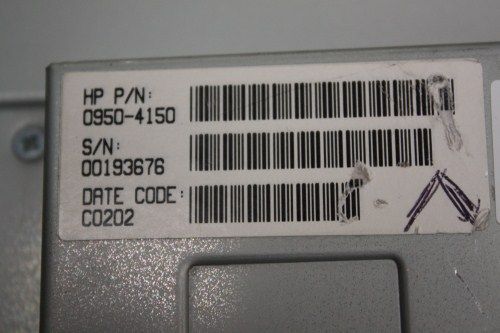 HP P/N:
0950-4150
S/N:
00193676
DATE CODE:
C0202